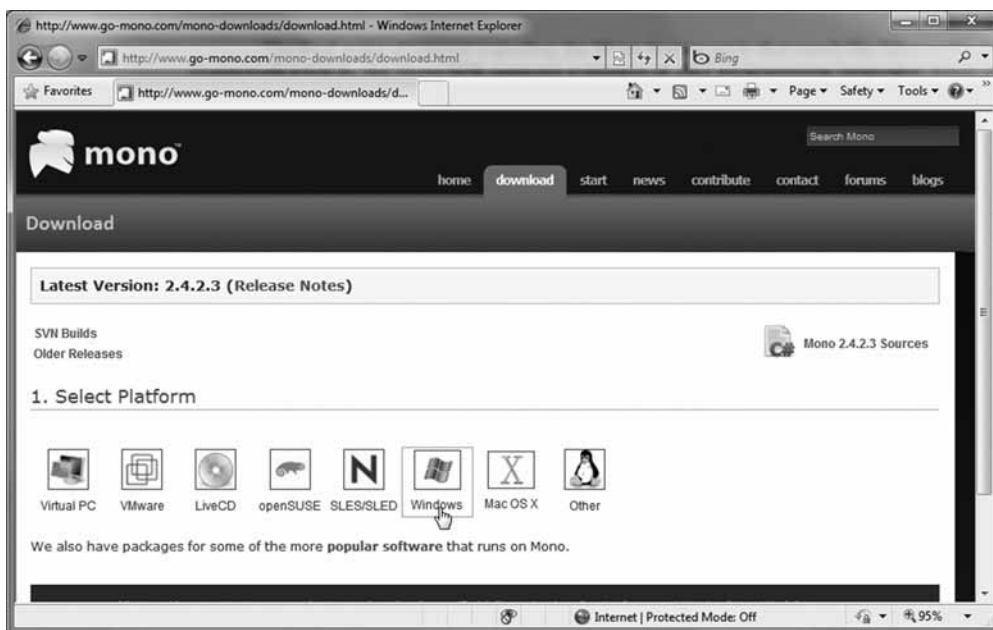 http://www.go-mono.com/mono-downloads/download.html - Windows Internet Explorer
http://www.go-mono.com/mono-downloads/download.html
Bing
Favorites
http://www.go-mono.com/mono-downloads/d...
Page
Safety
Tools
mono
Search Mono
home
download
start
news
contribute
contact
forums
blogs
Download
Latest Version: 2.4.2.3 (Release Notes)
SVN Builds
Older Releases
C#
Mono 2.4.2.3 Sources
1. Select Platform
N
X
Virtual PC
VMware
LiveCD
openSUSE
SLES/SLED
Windows
Mac OS X
Other
We also have packages for some of the more popular software that runs on Mono.
Internet | Protected Mode: Off
95%